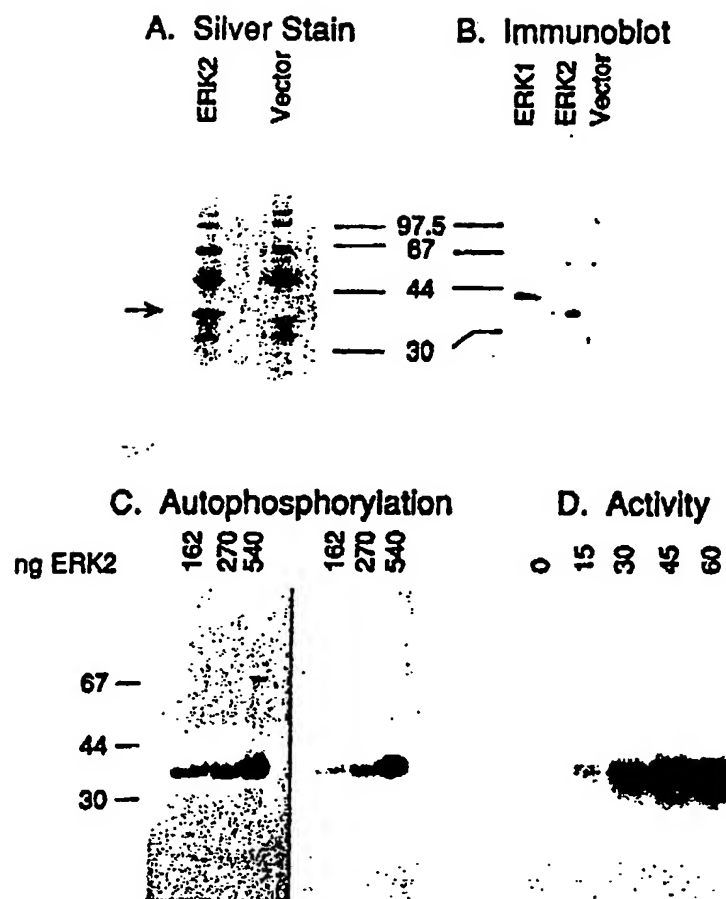 A. Silver Stain
B. Immunoblot
ERK2
Vector
ERK1
ERK2
Vector
97.5
67
44
30
C. Autophosphorylation
D. Activity
ng ERK2
162
270
540
162
270
540
0
15
30
45
60
67
44
30